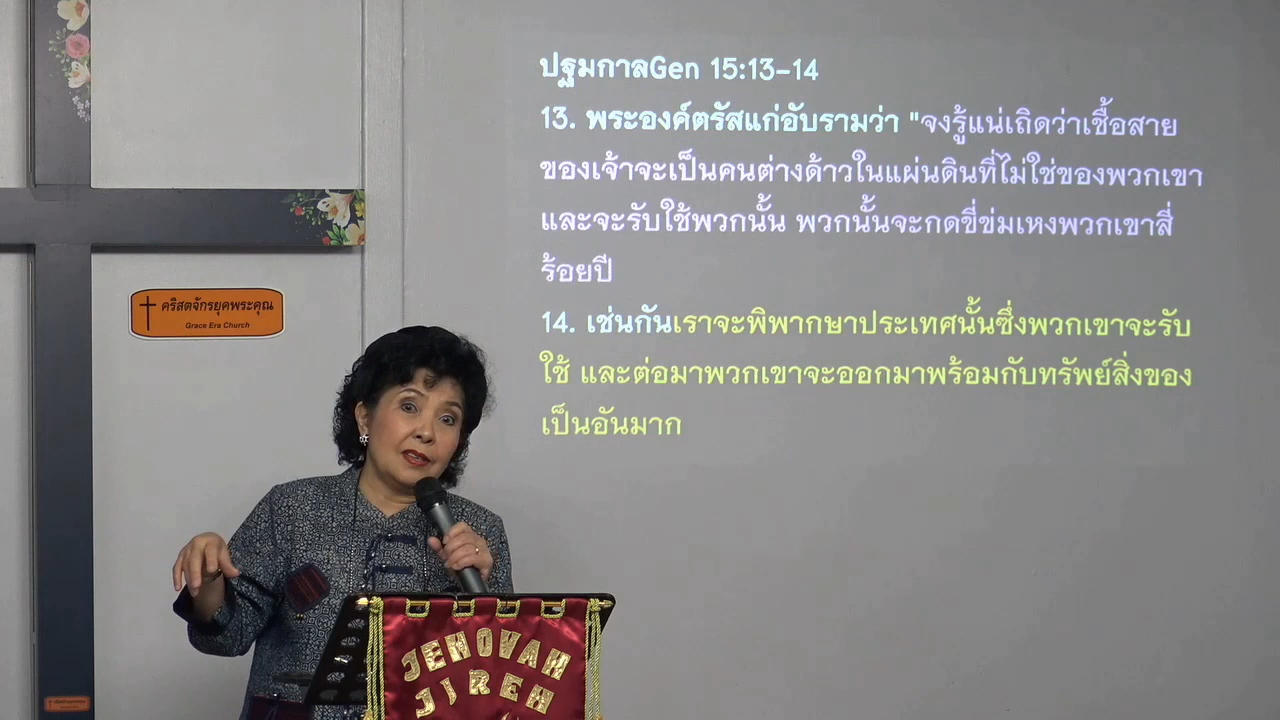 ปฐมกาลGen 15:13-14
13. พระองค์ตรัสแก่อับรามว่า "จงรู้แน่เถิดว่าเชื้อสาย
ของเจ้าจะเป็นคนต่างด้าวในแผ่นดินที่ไม่ใช่ของพวกเขา
และจะรับใช้พวกนั้น พวกนั้นจะกดขี่ข่มเหงพวกเขาสี่
ร้อยปี
14. เช่นกันเราจะพิพากษาประเทศนั้นซึ่งพวกเขาจะรับ
ใช้ และต่อมาพวกเขาจะออกมาพร้อมกับทรัพย์สิ่งของ
เป็นอันมาก
คริสตจักรยุคพระคุณ
Grace Era Church
JEHOVAH
JIREH